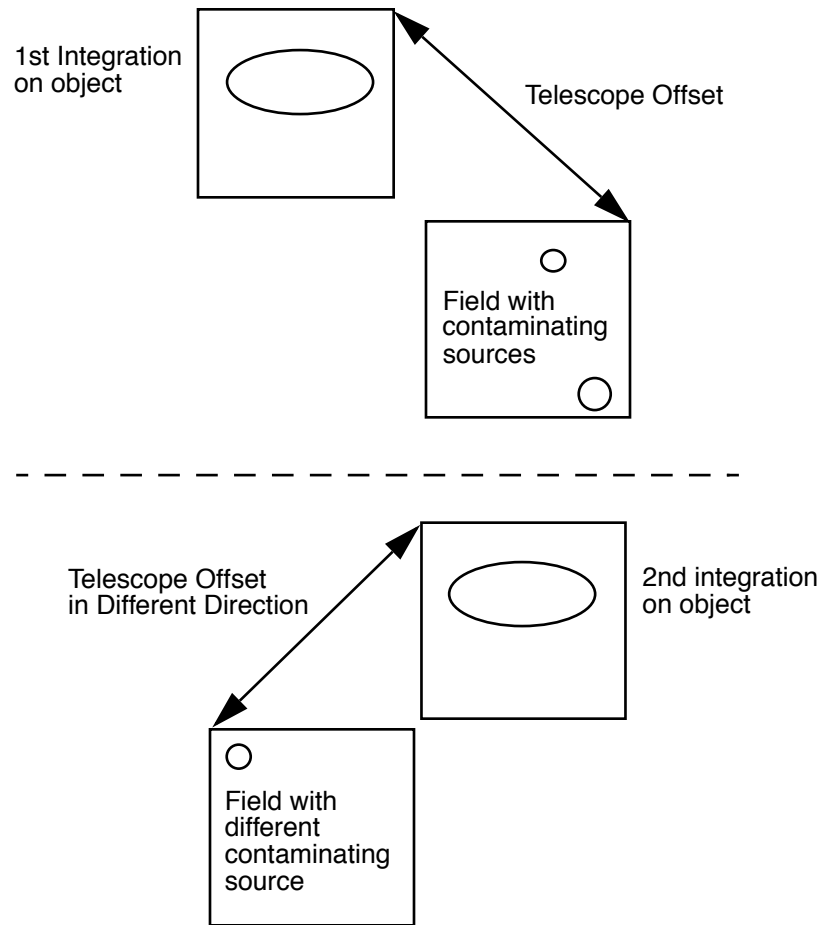 1st Integration
on object
Telescope Offset
Field with
contaminating
sources
Telescope Offset
in Different Direction
2nd integration
on object
Field with
different
contaminating
source